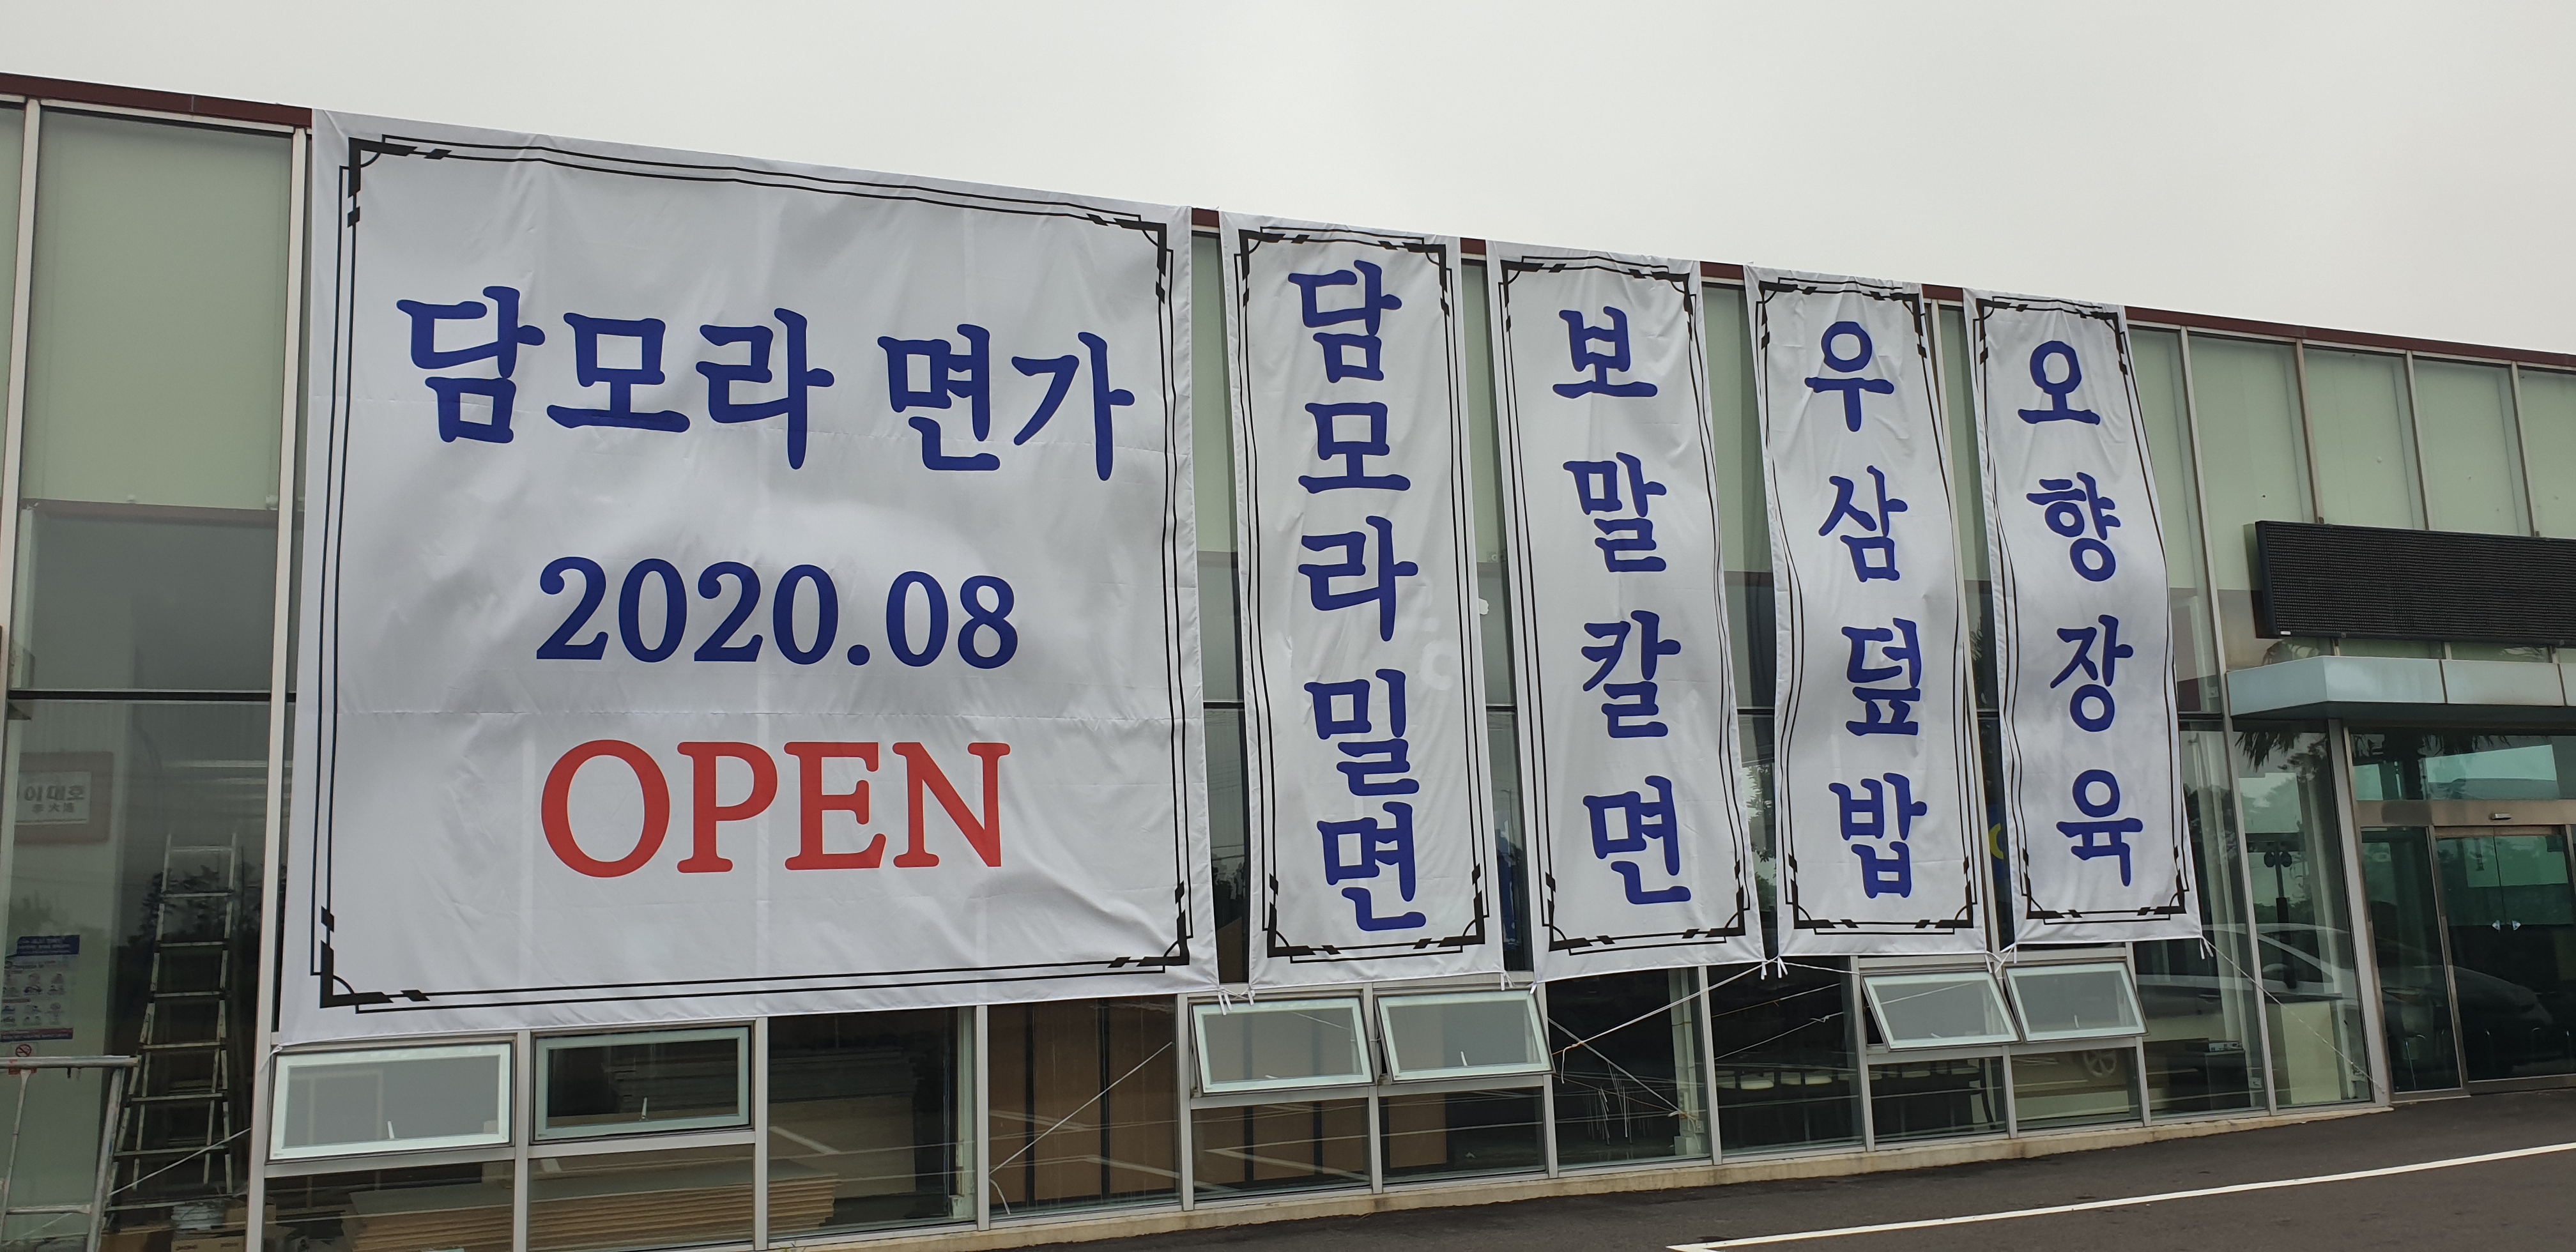 담모라 면가
2020.08
OPEN
담모라 밀면
보말칼면
우삼덮밥
오향장육